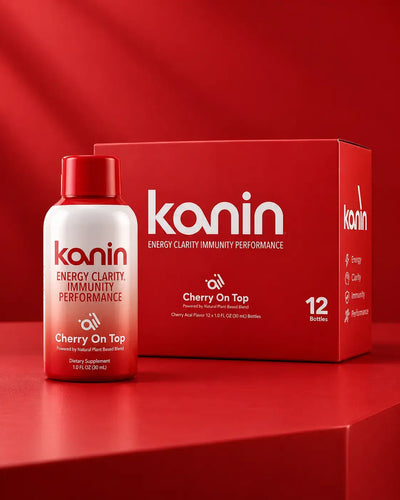 kanin
ENERGY CLARITY.
IMMUNITY
PERFORMANCE
Cherry On Top
Powered by Natural Plant Based Blend
Dietary Supplement
1.0 FL OZ (30 mL)
kanin
ENERGY CLARITY IMMUNITY PERFORMANCE
Cherry On Top
Powered by Natural Plant Based Blend
Cherry Acai Flavor 12 x 1.0 FL OZ (30 mL) Bottles
12
Bottles
kanin
Energy
Clarity
Immunity
Performance